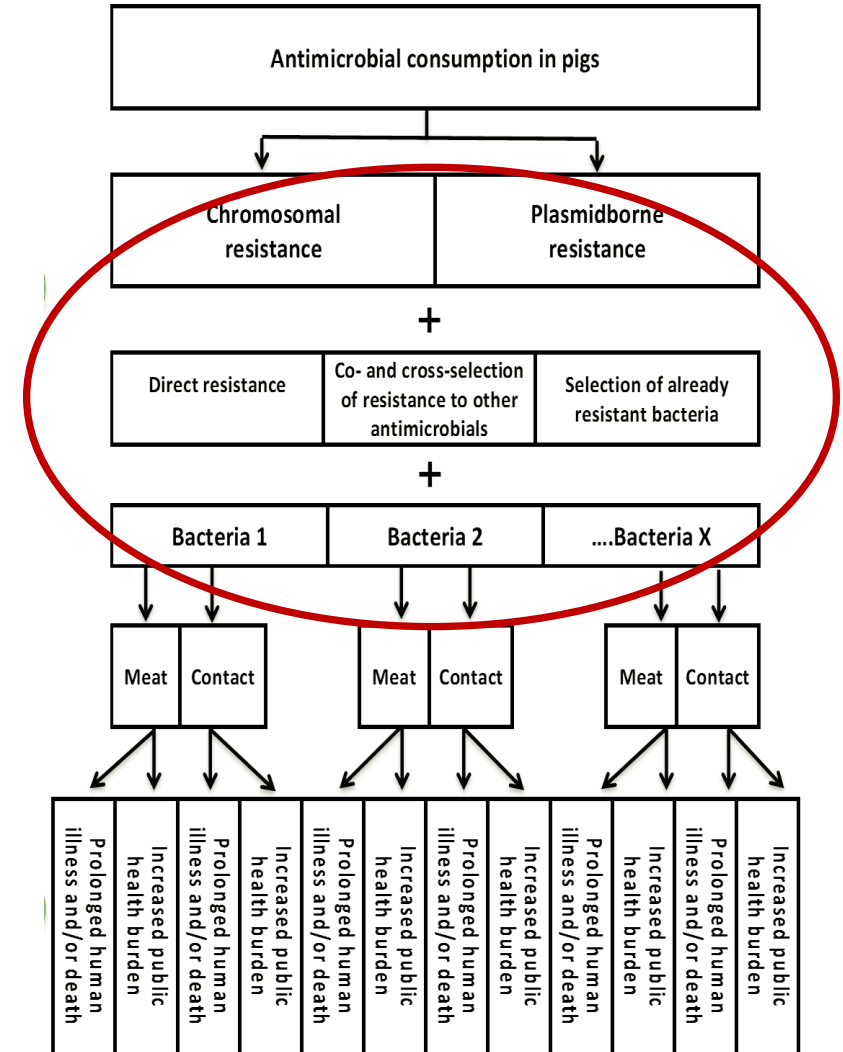 Antimicrobial consumption in pigs
Chromosomal
resistance
Plasmidborne
resistance
+
Direct resistance
Co- and cross-selection
of resistance to other
antimicrobials
Selection of already
resistant bacteria
+
Bacteria 1
Bacteria 2
....Bacteria X
Meat
Contact
Meat
Contact
Meat
Contact
Prolonged human
illness and/or death
Increased public
health burden
Prolonged human
illness and/or death
Increased public
health burden
Prolonged human
illness and/or death
Increased public
health burden
Prolonged human
illness and/or death
Increased public
health burden
Prolonged human
illness and/or death
Increased public
health burden
Prolonged human
illness and/or death
Increased public
health burden